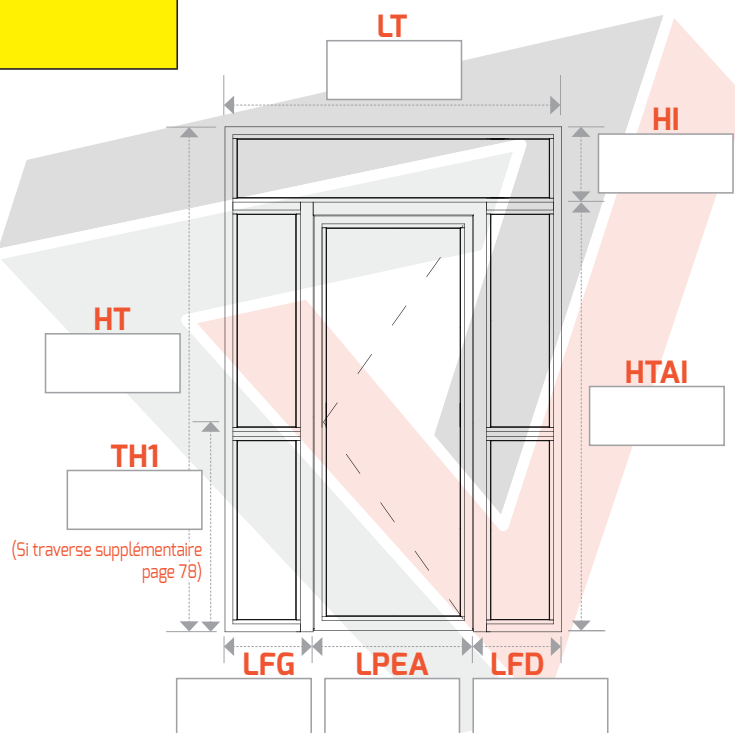 LT
HI
HT
HTAI
TH1
(Si traverse supplémentaire
page 78)
LFG
LPEA
LFD